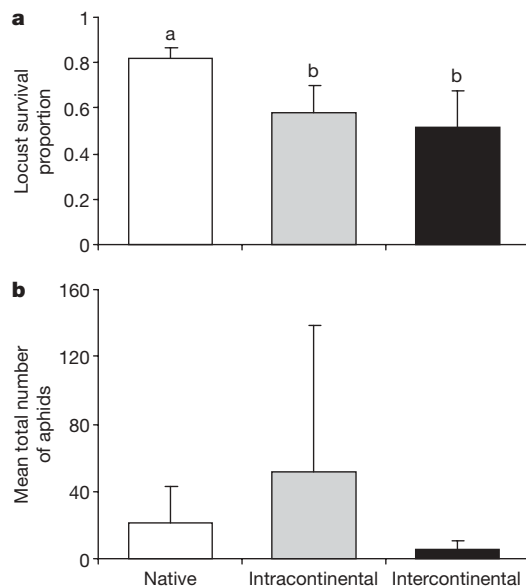 a
Locust survival
proportion
1
0.8
0.6
0.4
0.2
0
a
b
b
b
Mean total number
of aphids
160
120
80
40
0
Native
Intracontinental
Intercontinental